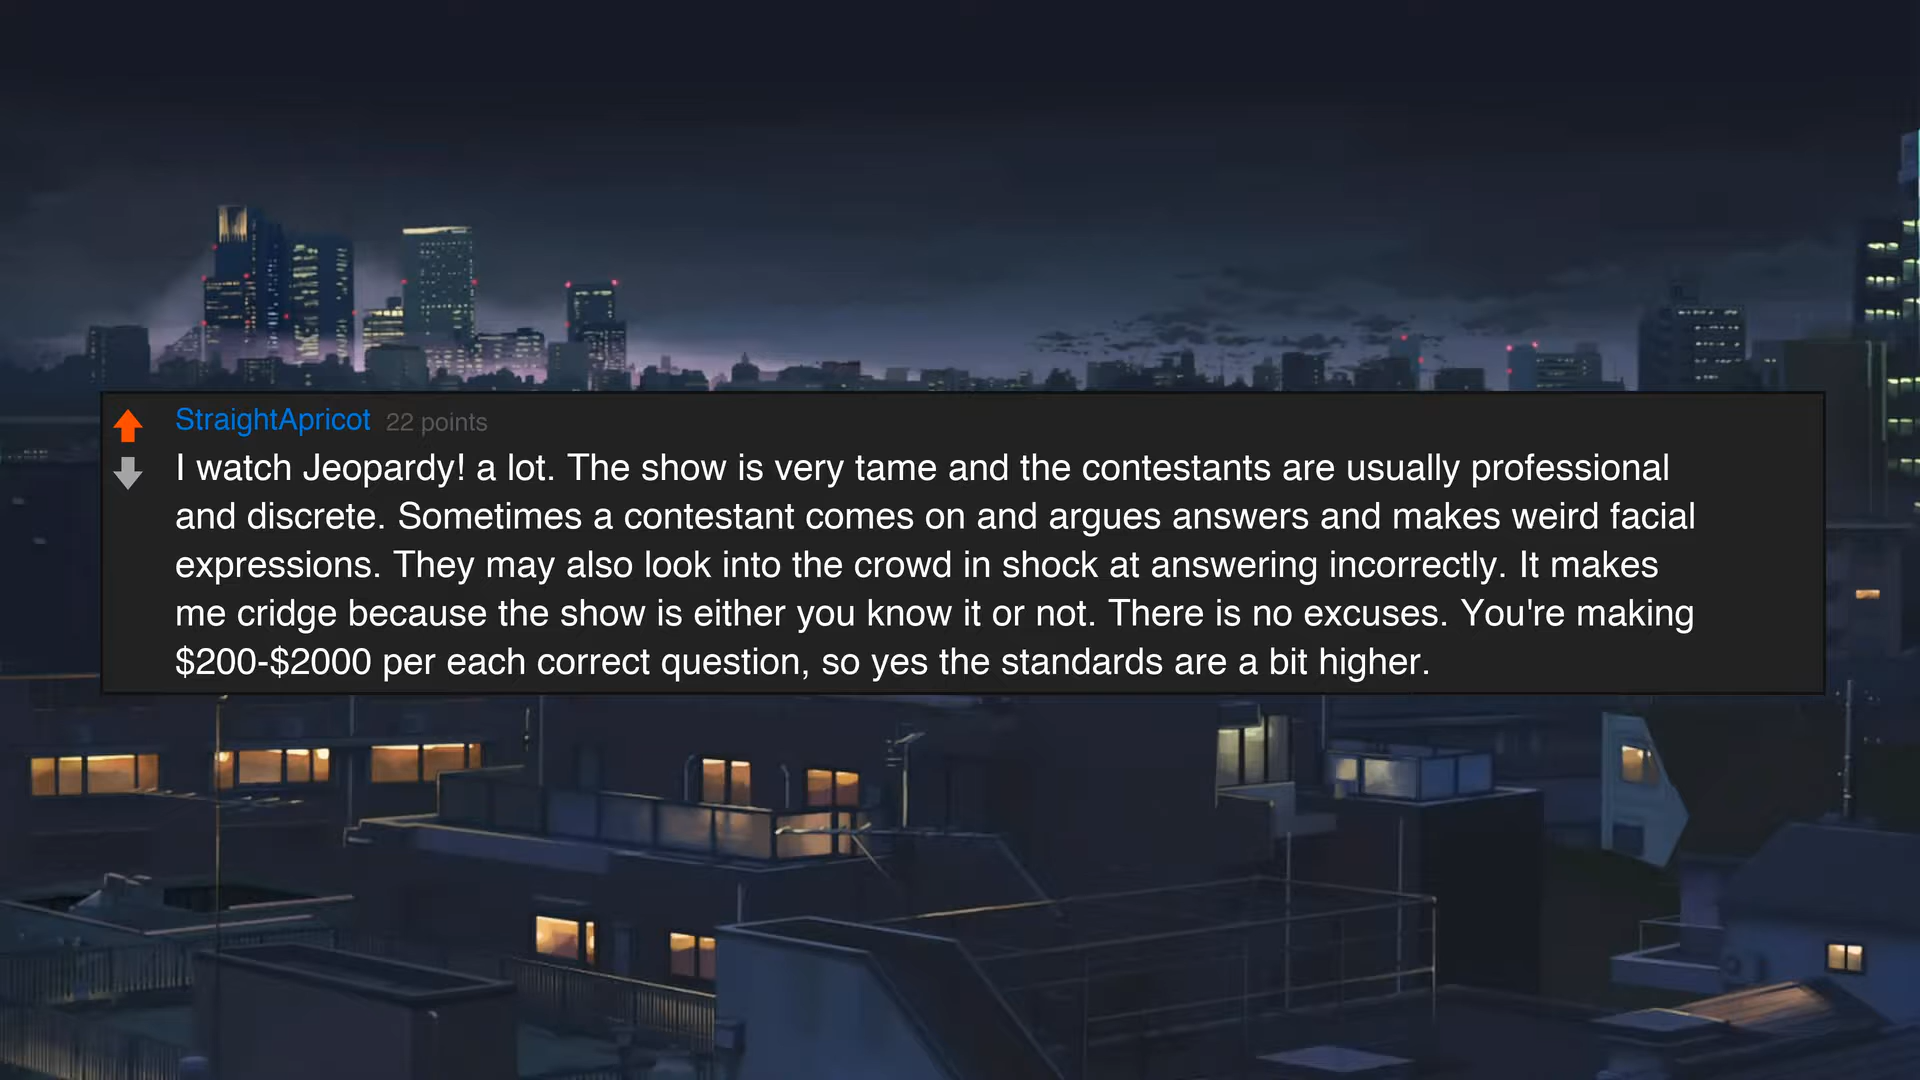 StraightApricot 22 points
I watch Jeopardy! a lot. The show is very tame and the contestants are usually professional
and discrete. Sometimes a contestant comes on and argues answers and makes weird facial
expressions. They may also look into the crowd in shock at answering incorrectly. It makes
me cridge because the show is either you know it or not. There is no excuses. You're making
$200-$2000 per each correct question, so yes the standards are a bit higher.